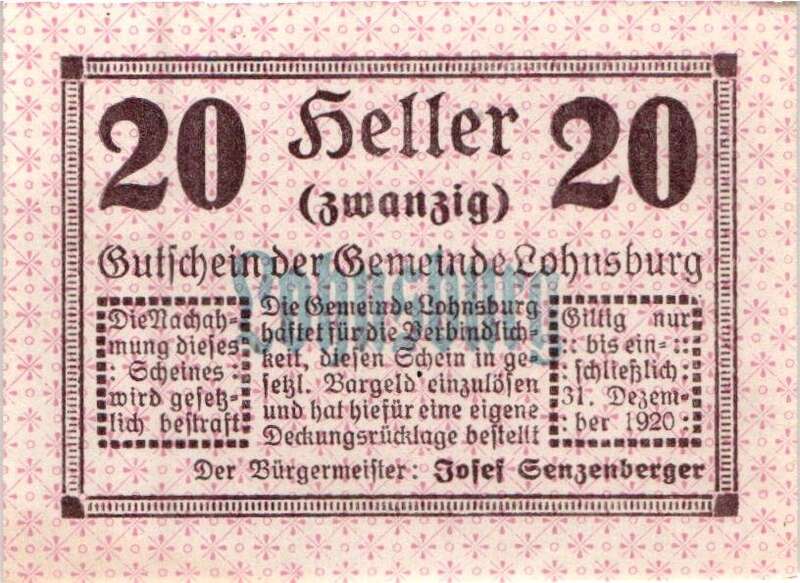 20 Heller 20
(zwanzig)
Gutschein der Gemeinde Lohnsburg
Lohnsburg
Die Nachah-
mung dieses
: Scheines :
wird gesetz-
lich bestraft
Die Gemeinde Lohnsburg
haftet für die Verbindlich-
keit, diesen Schein in ge-
setzl. Bargeld einzulösen
und hat hiefür eine eigene
Deckungsrücklage bestellt
Giltig nur
:: bis ein- ::
: schließlich :
31. Dezem-
: ber 1920 :
Der Bürgermeister: Josef Senzenberger